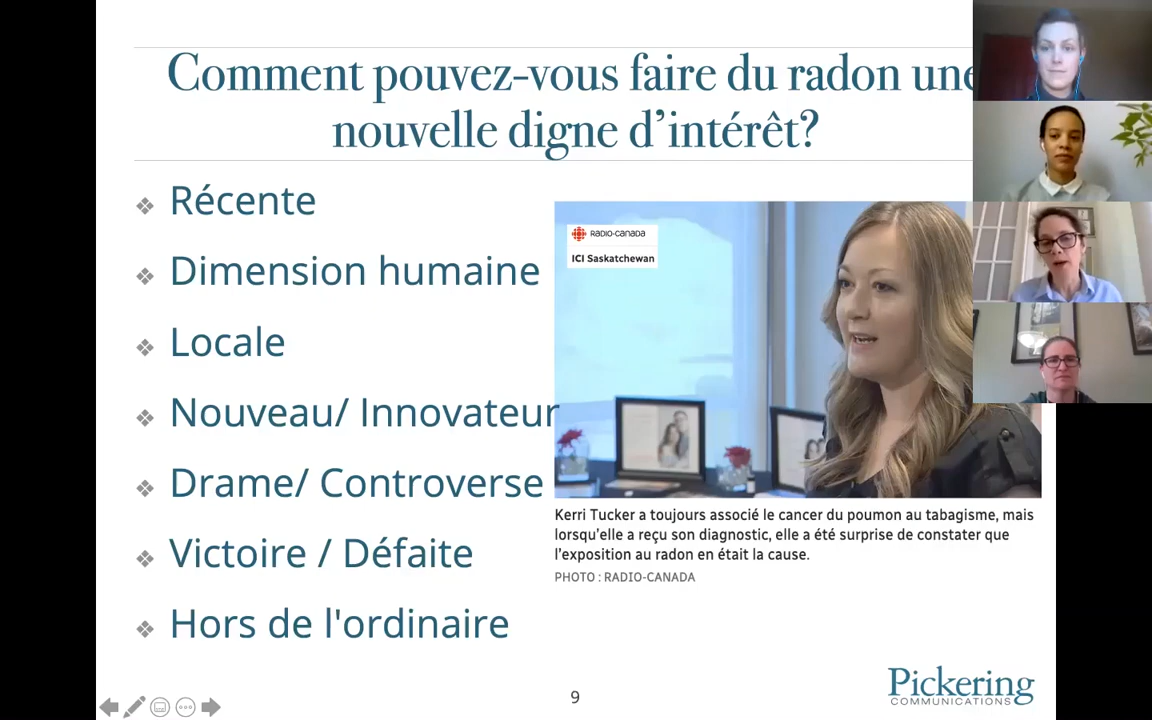 Comment pouvez-vous faire du radon une
nouvelle digne d'intérêt?
❖ Récente
❖ Dimension humaine
❖ Locale
❖ Nouveau/ Innovateur
❖ Drame/ Controverse
❖ Victoire / Défaite
❖ Hors de l'ordinaire
RADIO-CANADA
ICI Saskatchewan
Kerri Tucker a toujours associé le cancer du poumon au tabagisme, mais
lorsqu'elle a reçu son diagnostic, elle a été surprise de constater que
l'exposition au radon en était la cause.
PHOTO : RADIO-CANADA
9
Pickering
COMMUNICATIONS